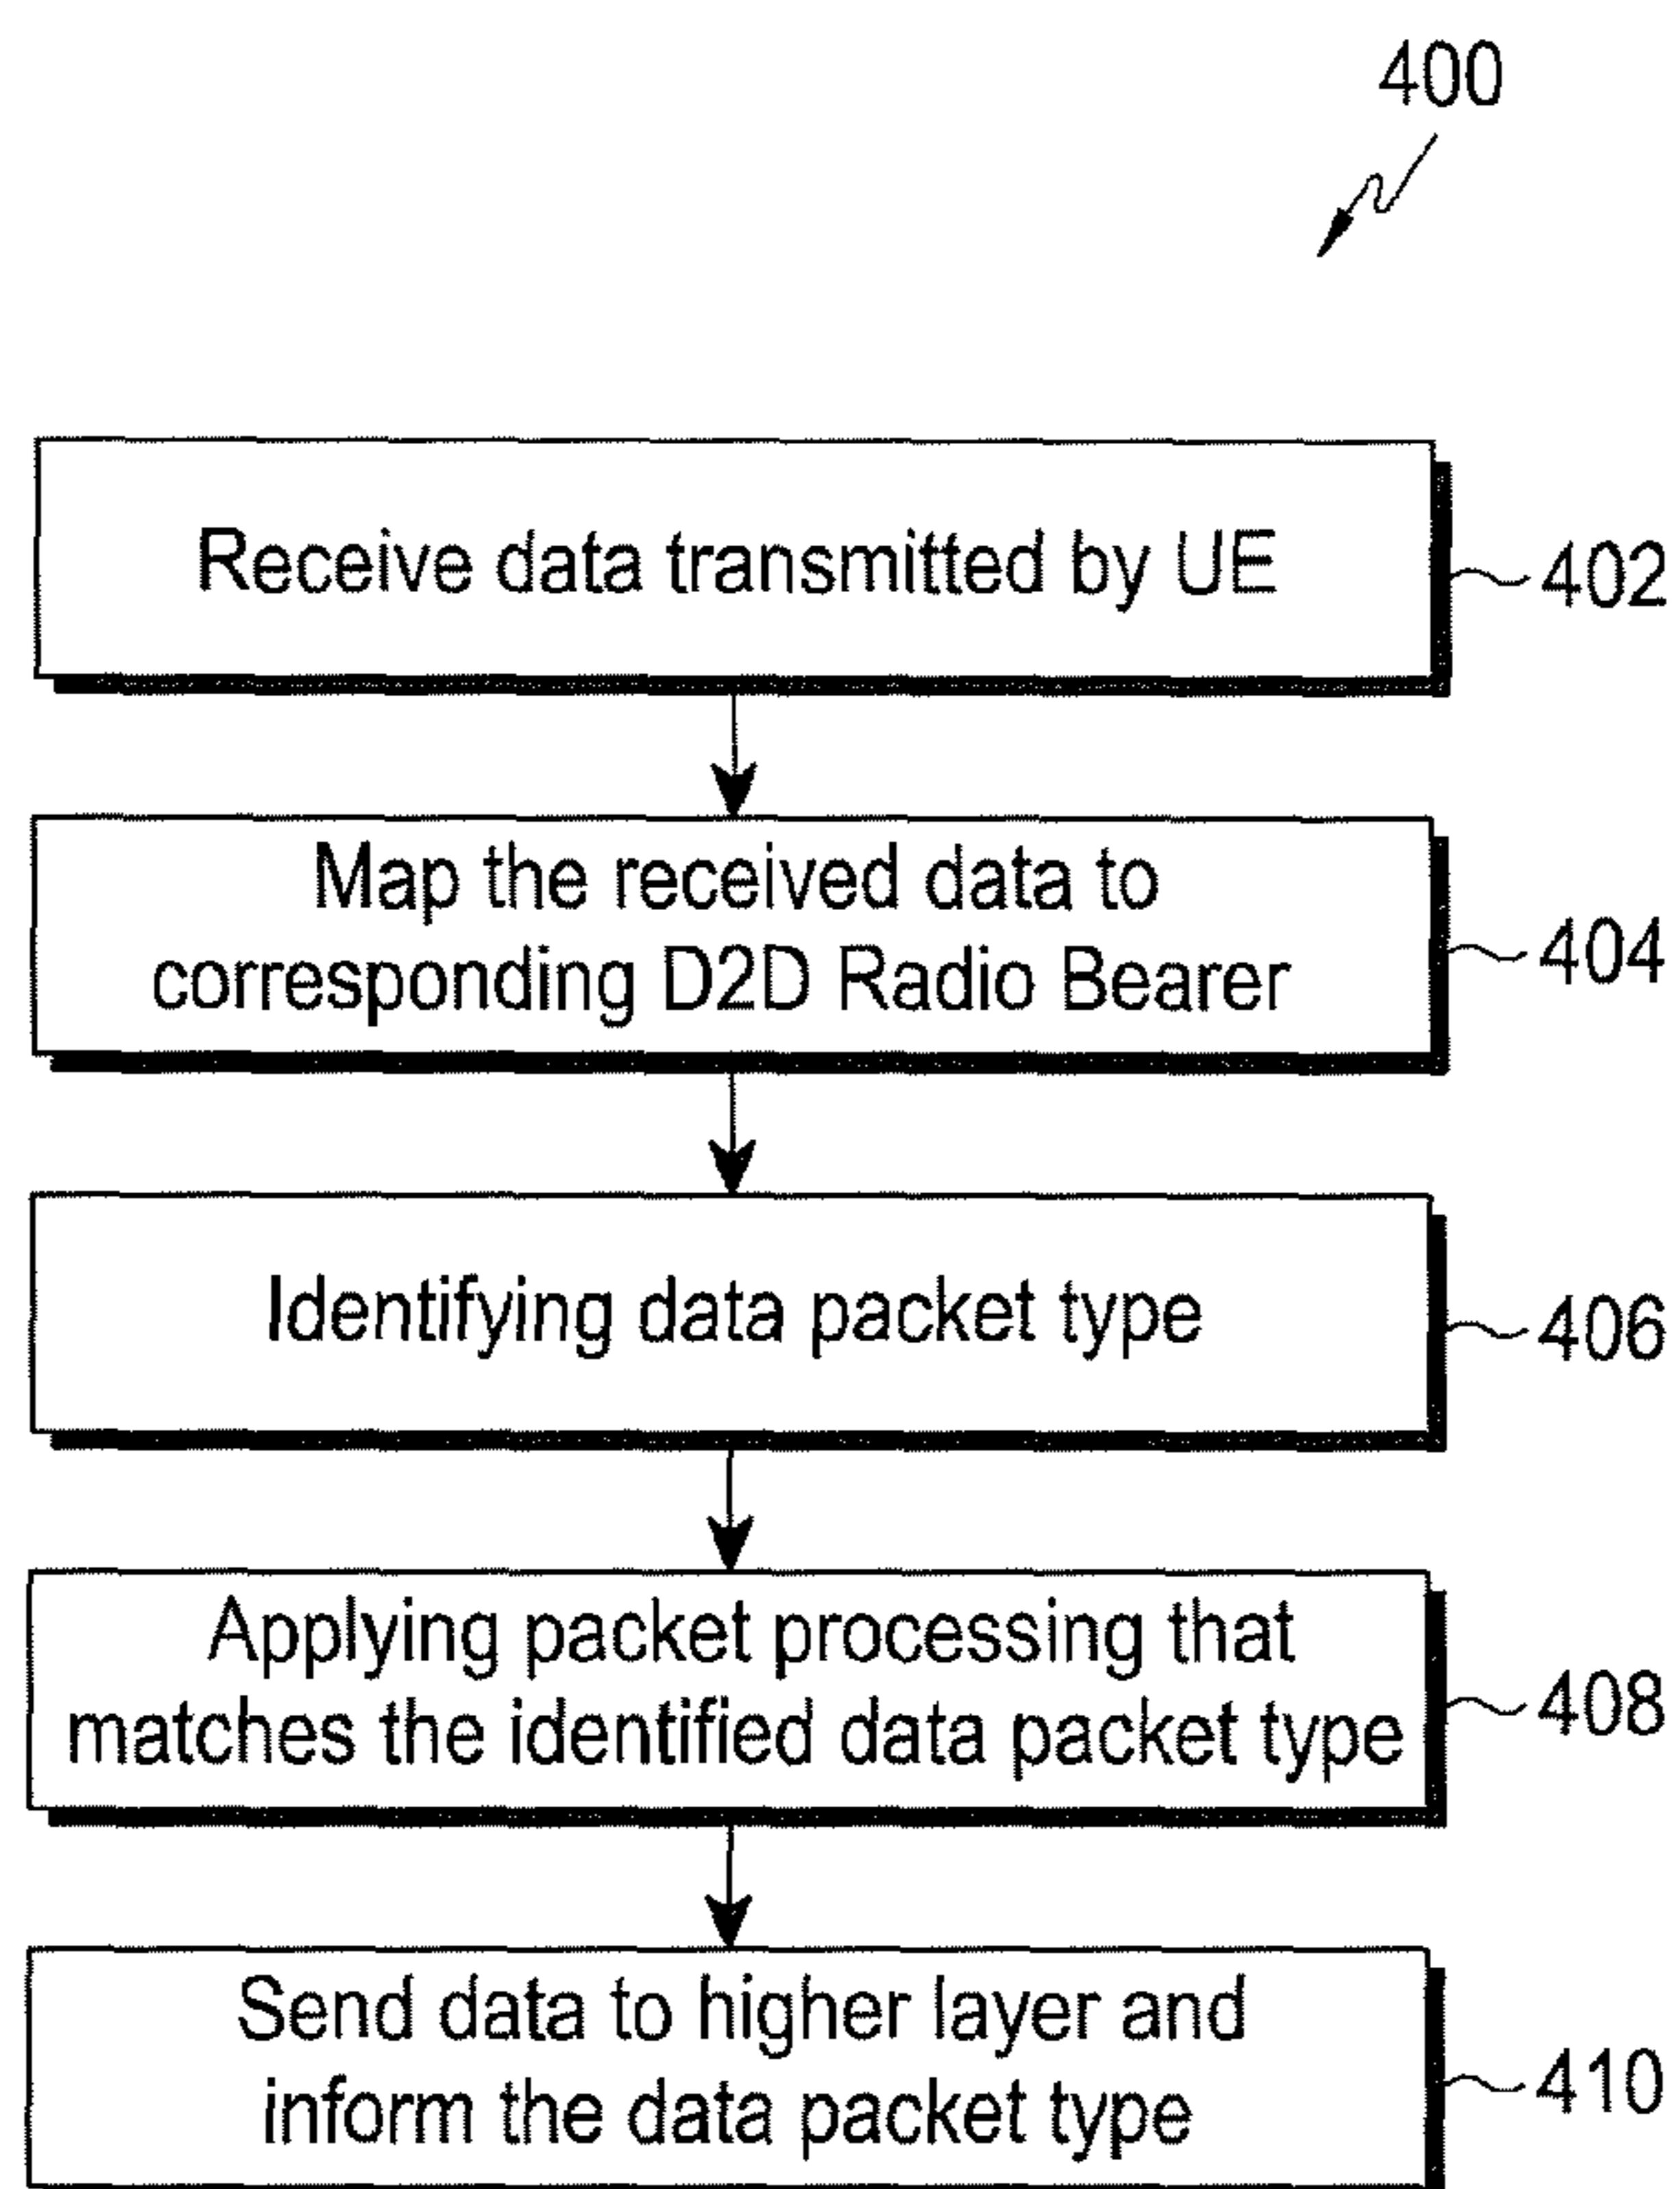 400
Receive data transmitted by UE
402
Map the received data to
corresponding D2D Radio Bearer
404
Identifying data packet type
406
Applying packet processing that
matches the identified data packet type
408
Send data to higher layer and
inform the data packet type
410